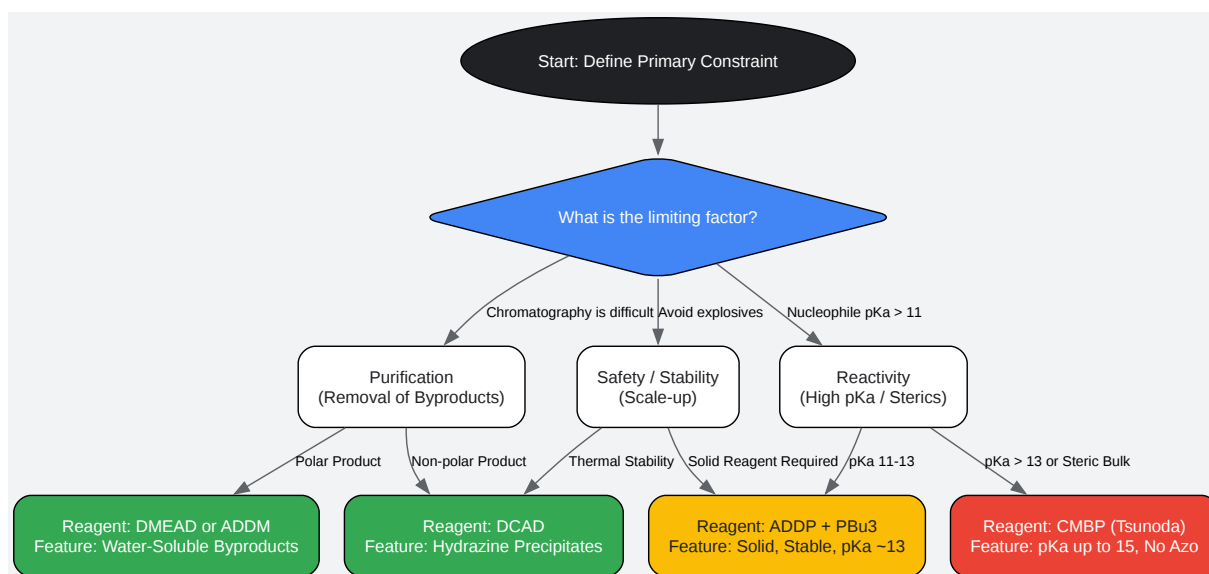 Start: Define Primary Constraint
What is the limiting factor?
Chromatography is difficult
Avoid explosives
Nucleophile pKa > 11
Purification
(Removal of Byproducts)
Safety / Stability
(Scale-up)
Reactivity
(High pKa / Sterics)
Polar Product
Non-polar Product
Thermal Stability
Solid Reagent Required
pKa 11-13
pKa > 13 or Steric Bulk
Reagent: DMEAD or ADDM
Feature: Water-Soluble Byproducts
Reagent: DCAD
Feature: Hydrazine Precipitates
Reagent: ADDP + PBu3
Feature: Solid, Stable, pKa ~13
Reagent: CMBP (Tsunoda)
Feature: pKa up to 15, No Azo